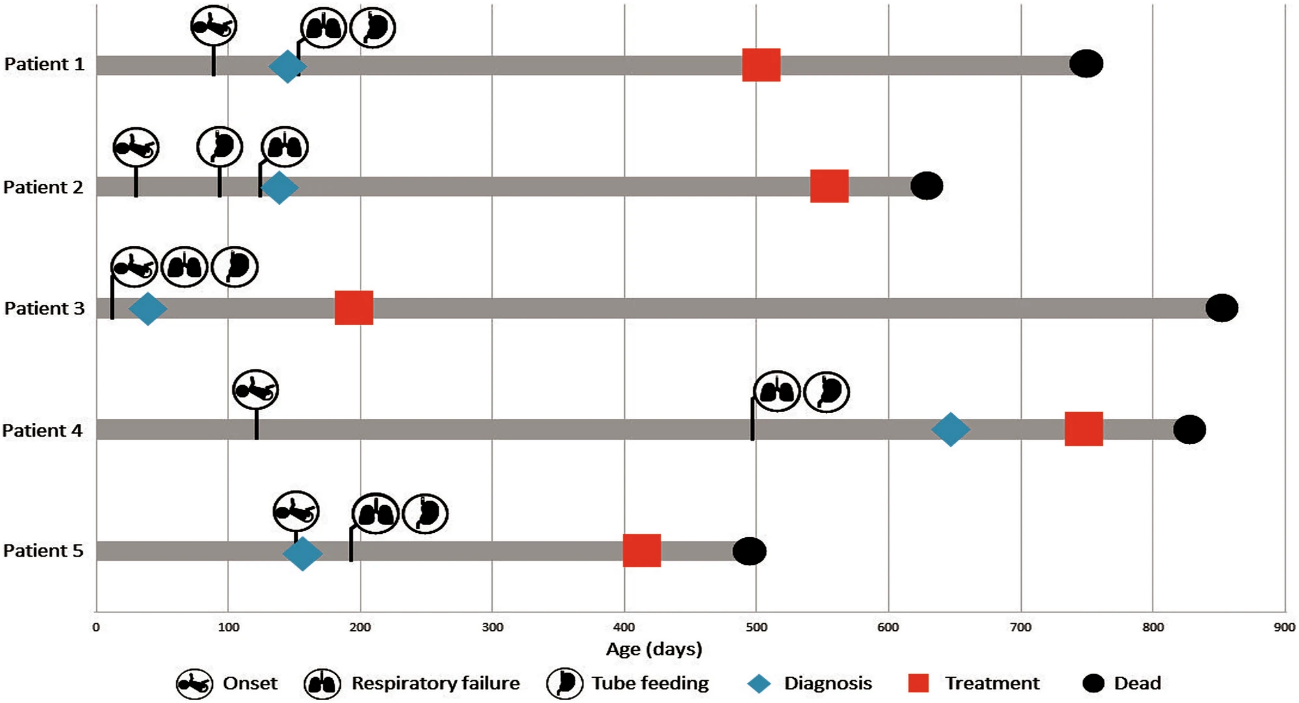 Patient 1
Patient 2
Patient 3
Patient 4
Patient 5
0 100 200 300 400 500 600 700 800 900
Age (days)
Onset Respiratory failure Tube feeding Diagnosis Treatment Dead